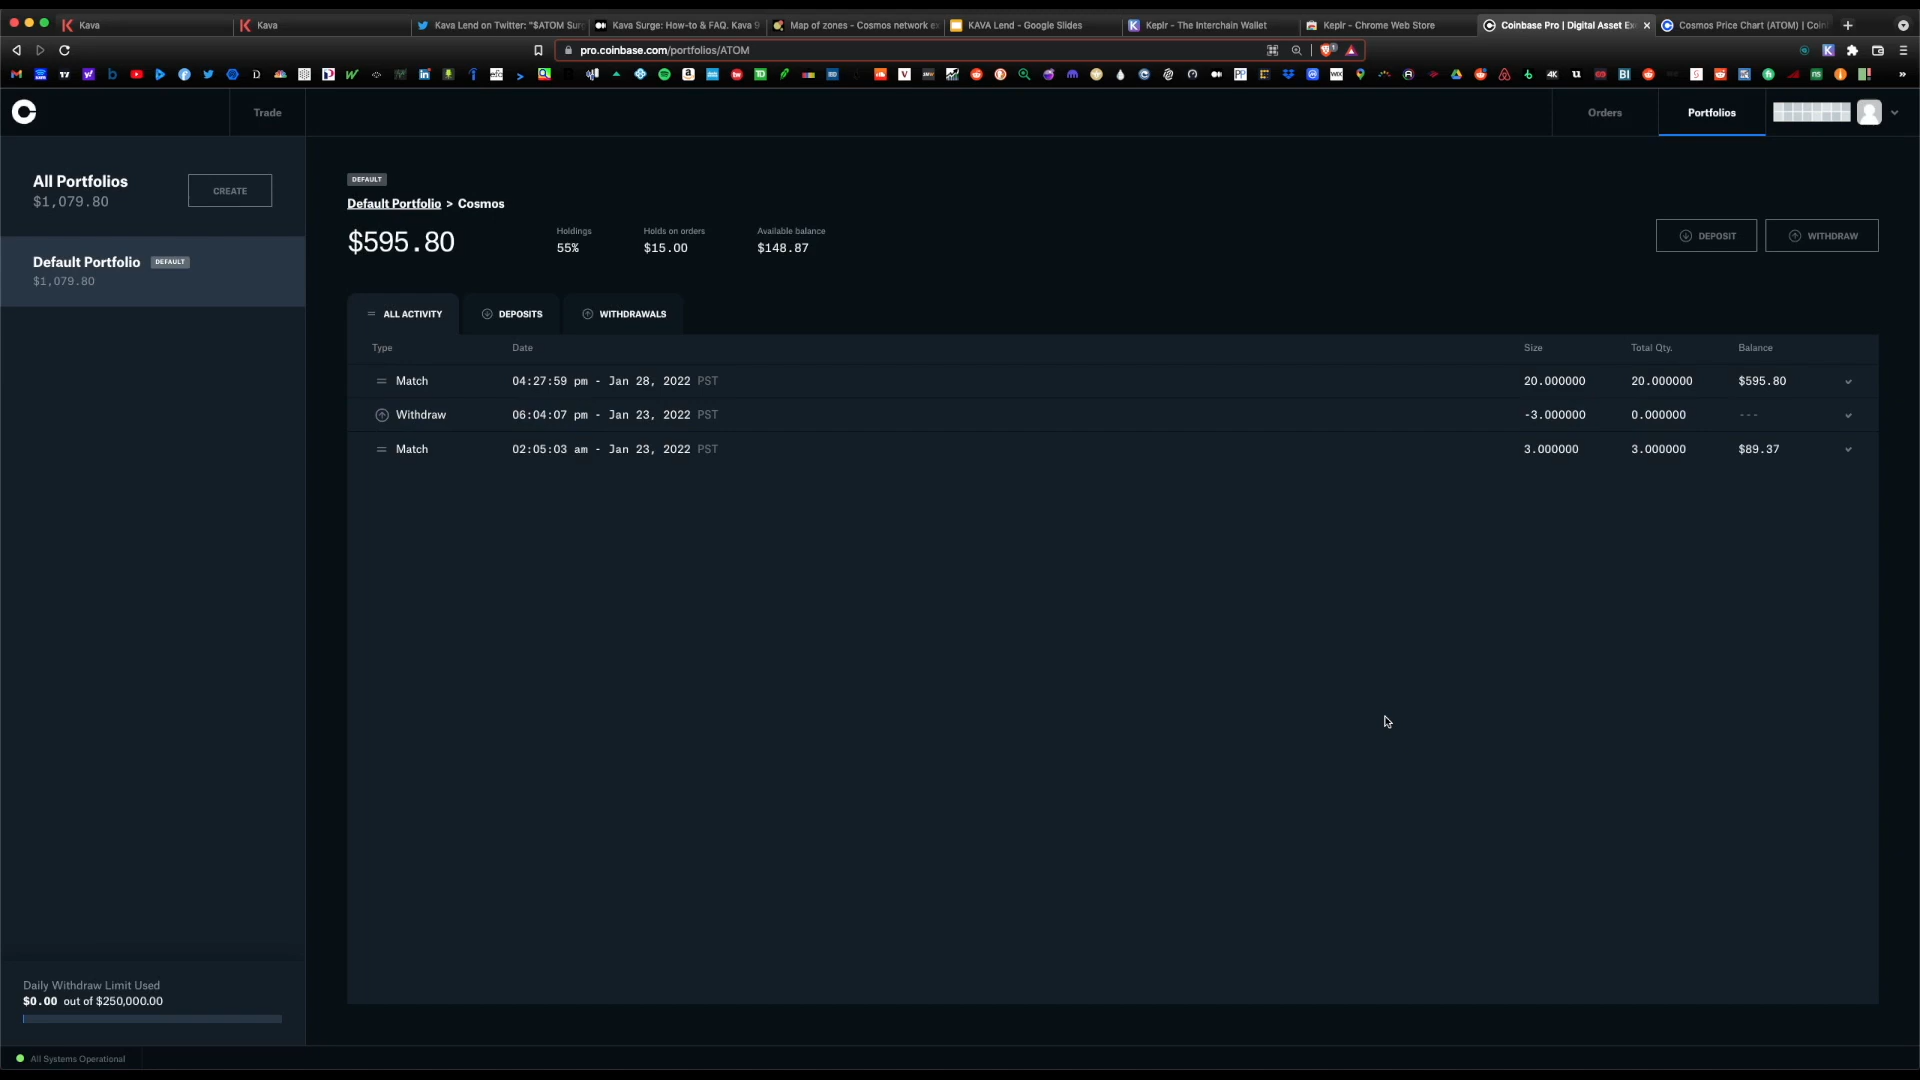 Kava
Kava
Kava Lend on Twitter: "$ATOM Sur
Kava Surge: How-to & FAQ. Kava 9
Map of zones - Cosmos network e
KAVA Lend - Google Slides
Keplr - The Interchain Wallet
Keplr - Chrome Web Store
Coinbase Pro | Digital Asset Ex
Cosmos Price Chart (ATOM) | Coin
pro.coinbase.com/portfolios/ATOM
Trade
Orders
Portfolios
All Portfolios
$1,079.80
CREATE
Default Portfolio DEFAULT
$1,079.80
DEFAULT
Default Portfolio > Cosmos
$595.80
Holdings
55%
Holds on orders
$15.00
Available balance
$148.87
DEPOSIT
WITHDRAW
ALL ACTIVITY
DEPOSITS
WITHDRAWALS
Type Date Size Total Qty. Balance
Match 04:27:59 pm - Jan 28, 2022 PST 20.000000 20.000000 $595.80
Withdraw 06:04:07 pm - Jan 23, 2022 PST -3.000000 0.000000 ---
Match 02:05:03 am - Jan 23, 2022 PST 3.000000 3.000000 $89.37
Daily Withdraw Limit Used
$0.00 out of $250,000.00
All Systems Operational